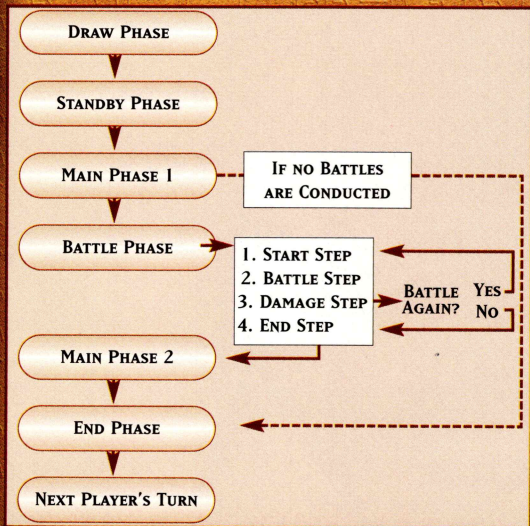 DRAW PHASE
STANDBY PHASE
MAIN PHASE 1
IF NO BATTLES
ARE CONDUCTED
BATTLE PHASE
1. START STEP
2. BATTLE STEP
3. DAMAGE STEP
4. END STEP
BATTLE
AGAIN?
YES
NO
MAIN PHASE 2
END PHASE
NEXT PLAYER'S TURN